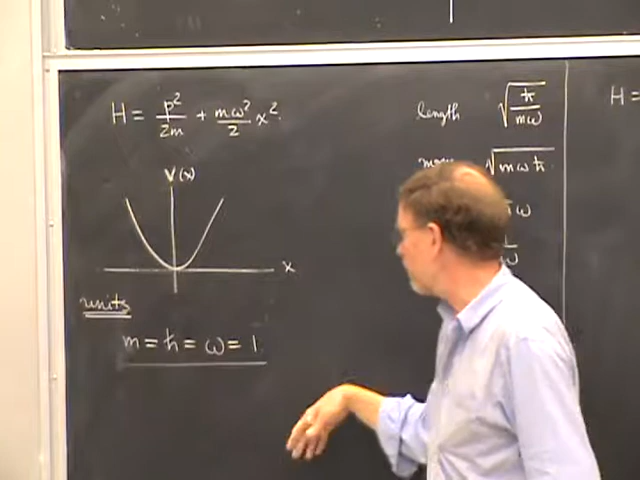 H = p²/2m + mω²/2 x².
V(x)
x
units
m = ħ = ω = 1
length √(ħ/mω)
√(mωħ)
ω
H =